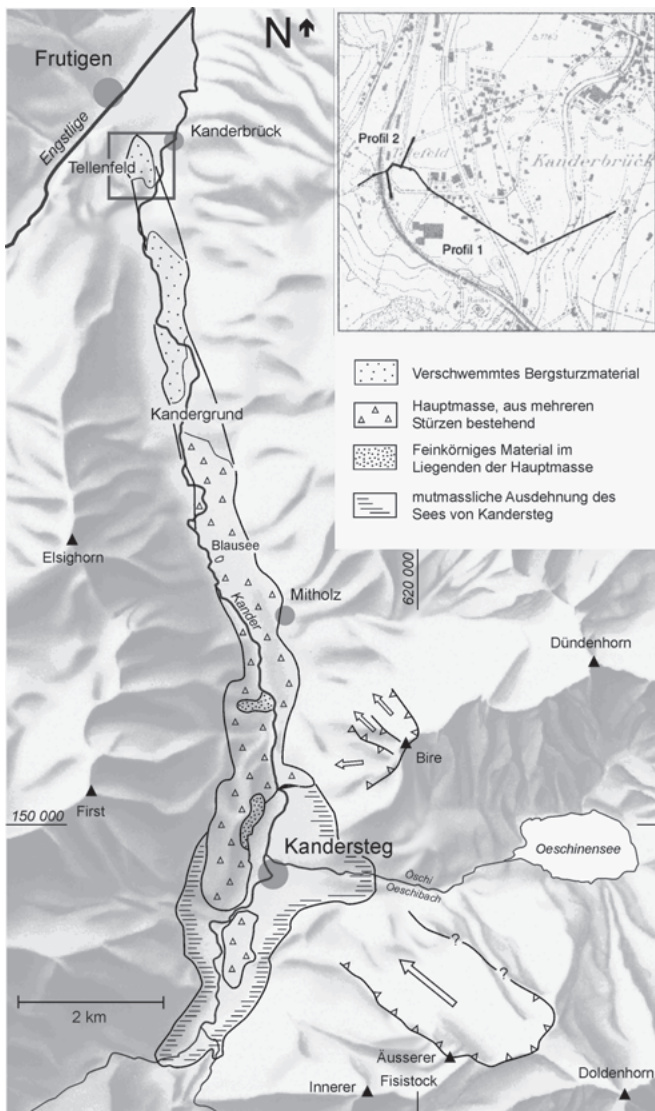 N
Frutigen
Engstlige
Kanderbrück
Tellenfeld
Profil 2
Kanderbrück
Profil 1
Verschwemmtes Bergsturzmaterial
Hauptmasse, aus mehreren
Stürzen bestehend
Feinkörniges Material im
Liegenden der Hauptmasse
mutmassliche Ausdehnung des
Sees von Kandersteg
Kandergrund
Elsighorn
Blausee
Kander
Mitholz
620 000
Dündenhorn
Bire
First
150 000
Kandersteg
Oeschinensee
Öschi
Oeschibach
?
?
2 km
Äusserer
Fisistock
Innerer
Doldenhorn